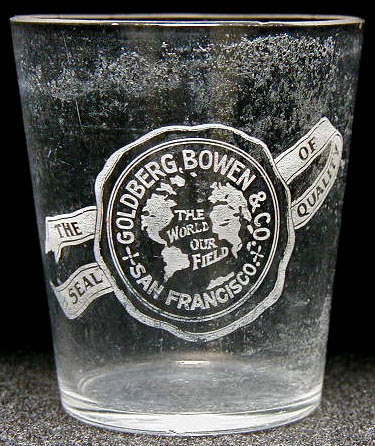 GOLDBERG, BOWEN & CO.
SAN FRANCISCO
THE
WORLD
OUR
FIELD
THE
SEAL
OF
QUALITY